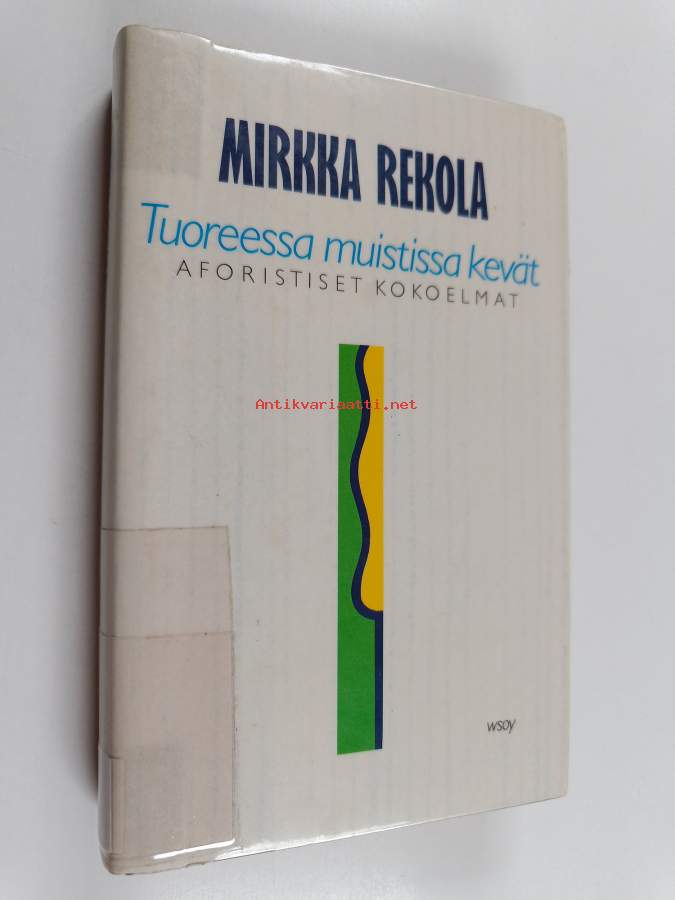 MIRKKA REKOLA
Tuoreessa muistissa kevät
AFORISTISET KOKOELMAT
Antikvariaatti.net
wsoy